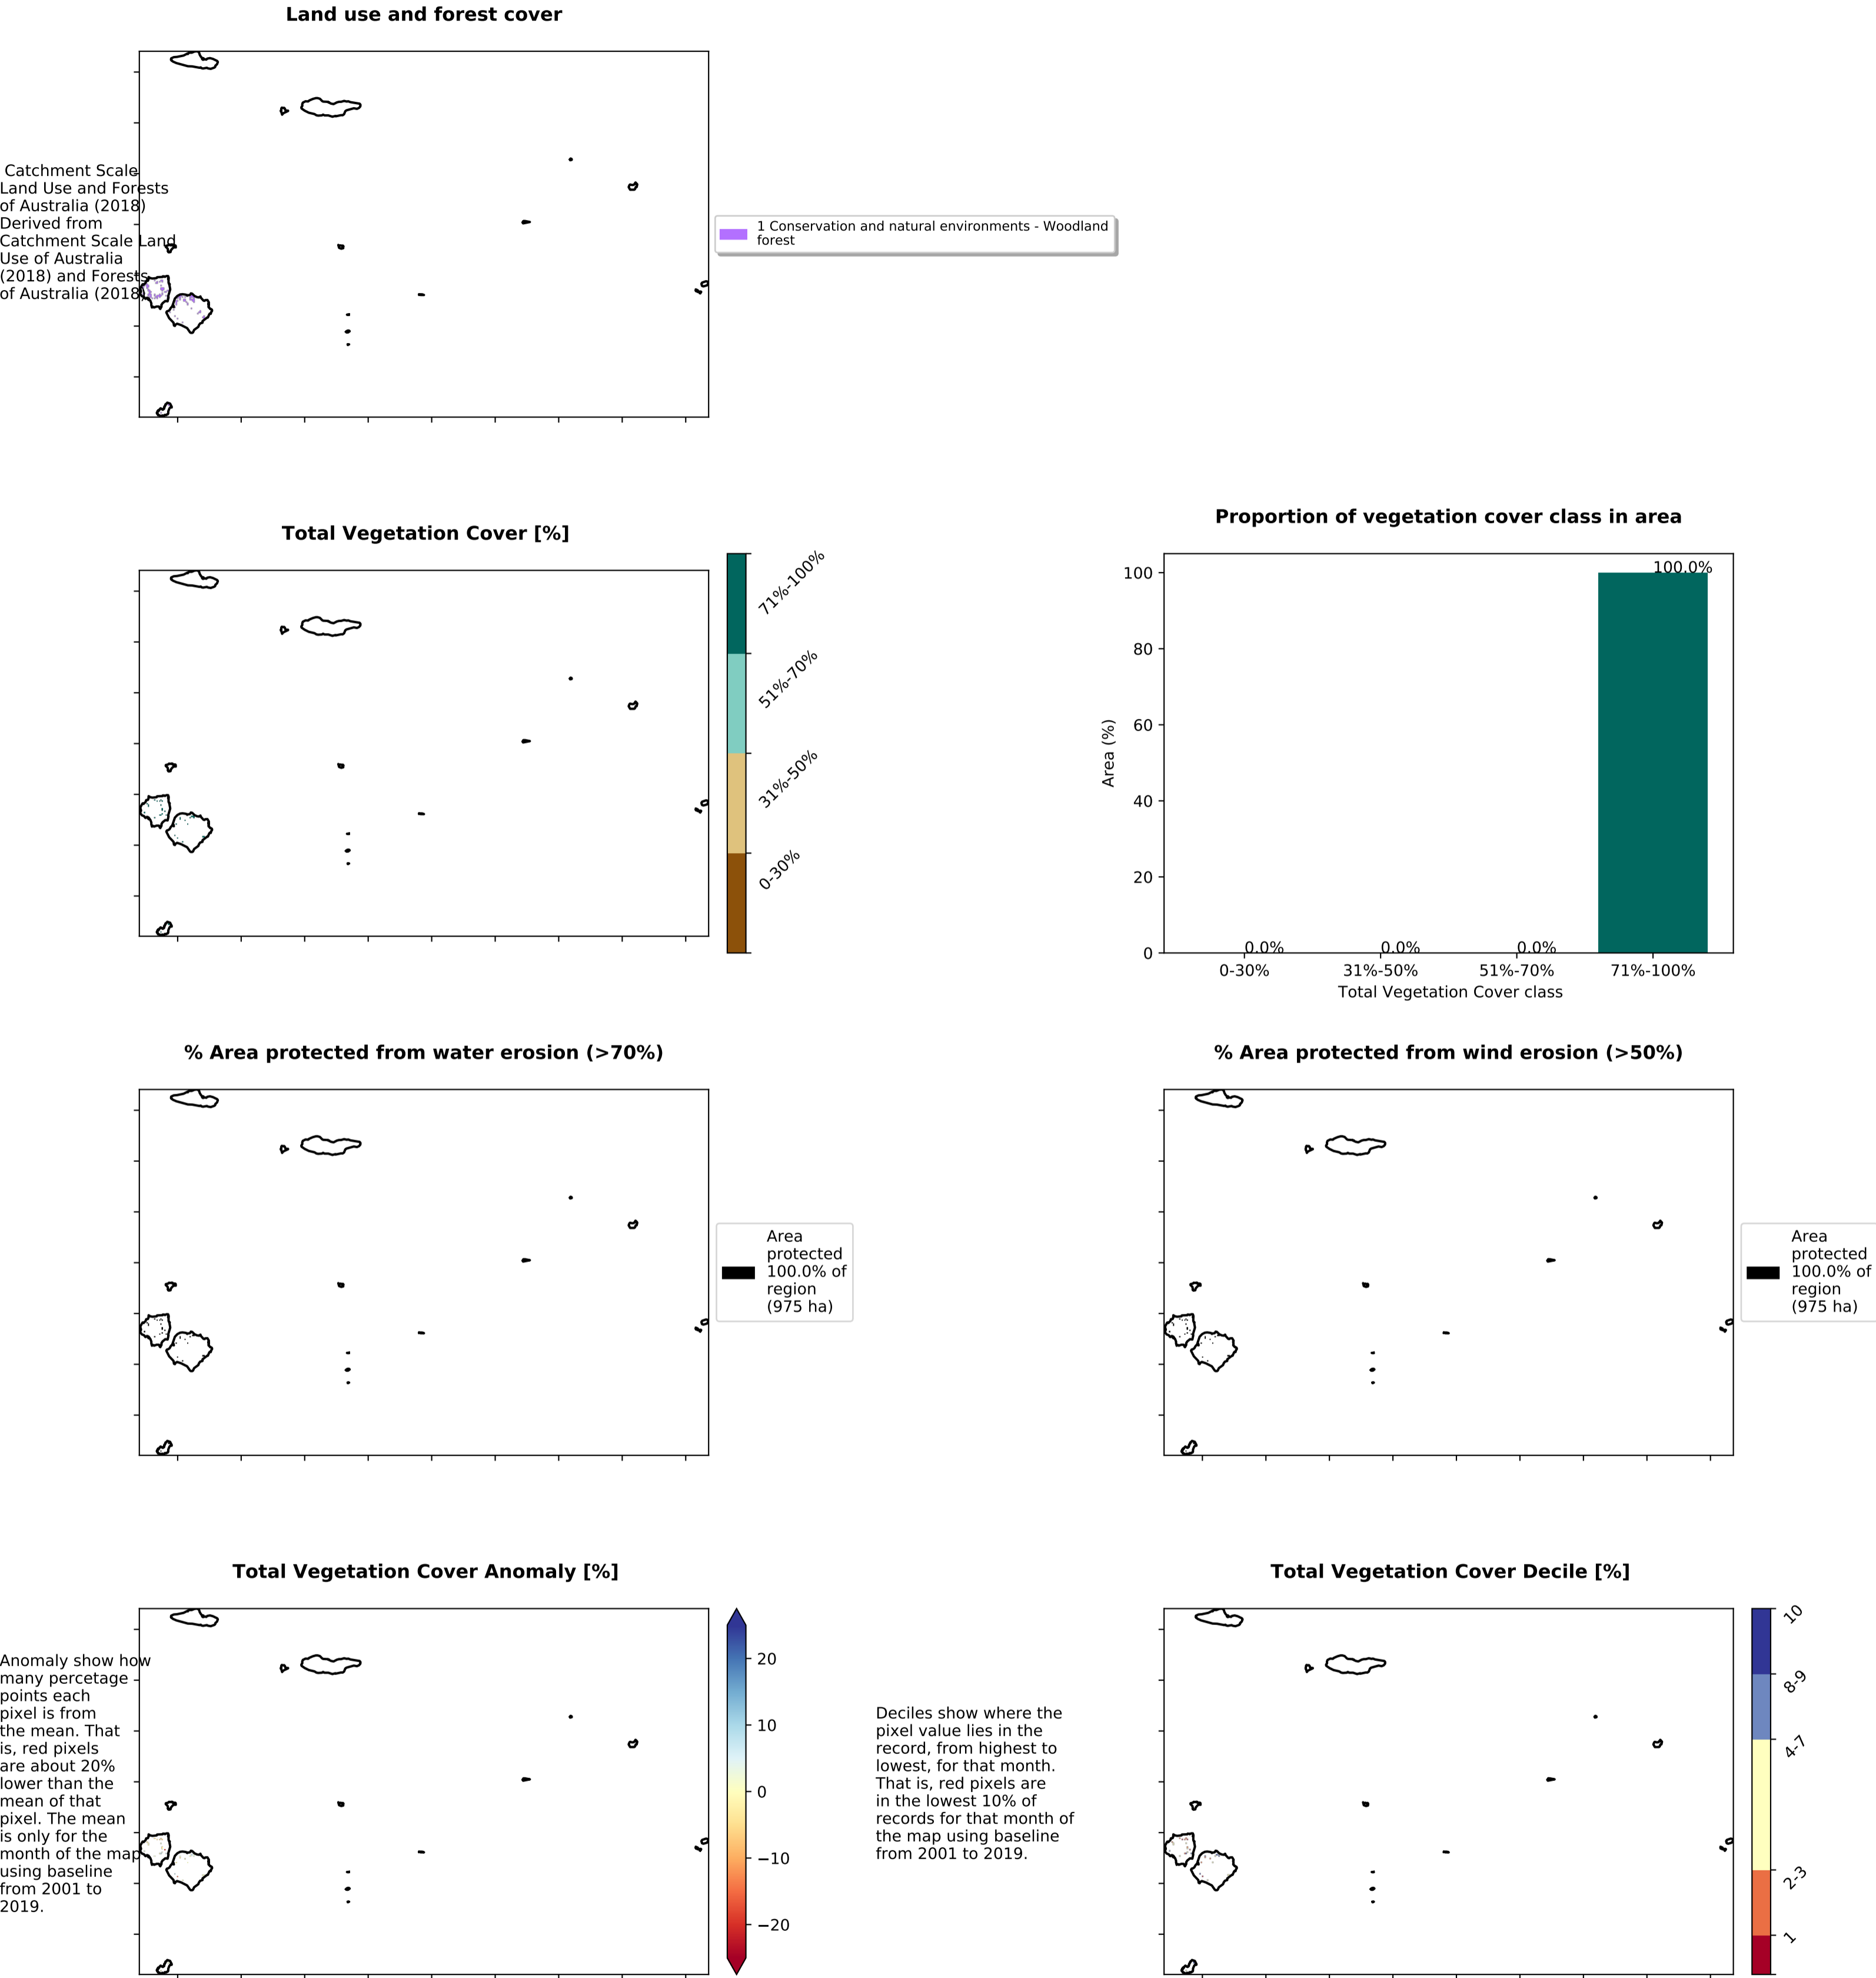 Land use and forest cover
Catchment Scale
Land Use and Forests
of Australia (2018)
Derived from
Catchment Scale Land
Use of Australia
(2018) and Forests
of Australia (2018)
1 Conservation and natural environments - Woodland
forest
Total Vegetation Cover [%]
71%-100%
51%-70%
31%-50%
0-30%
Proportion of vegetation cover class in area
100.0%
100
80
60
40
20
0
Area (%)
0.0%
0.0%
0.0%
0-30%
31%-50%
51%-70%
71%-100%
Total Vegetation Cover class
% Area protected from water erosion (>70%)
Area
protected
100.0% of
region
(975 ha)
% Area protected from wind erosion (>50%)
Area
protected
100.0% of
region
(975 ha)
Total Vegetation Cover Anomaly [%]
Anomaly show how
many percetage
points each
pixel is from
the mean. That
is, red pixels
are about 20%
lower than the
mean of that
pixel. The mean
is only for the
month of the map
using baseline
from 2001 to
2019.
20
10
0
−10
−20
Total Vegetation Cover Decile [%]
Deciles show where the
pixel value lies in the
record, from highest to
lowest, for that month.
That is, red pixels are
in the lowest 10% of
records for that month of
the map using baseline
from 2001 to 2019.
10
8-9
4-7
2-3
1